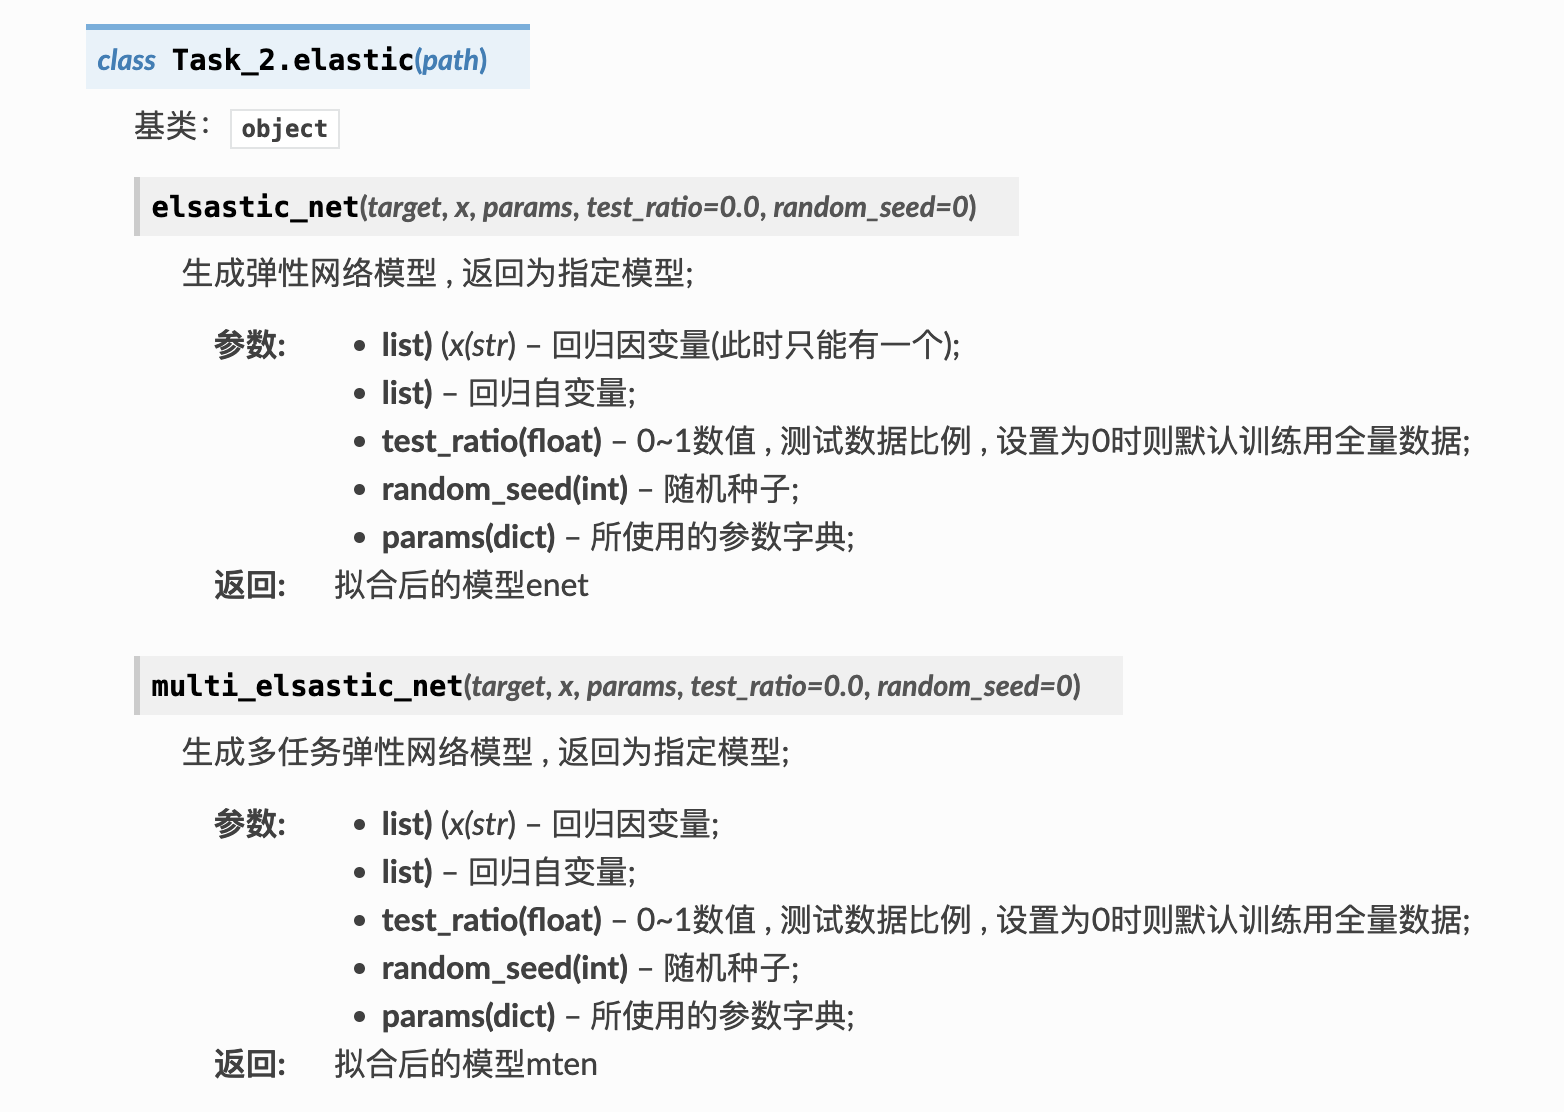 class Task_2.elastic(path)
基类： object
elsastic_net(target, x, params, test_ratio=0.0, random_seed=0)
生成弹性网络模型 , 返回为指定模型;
参数: • list) (x(str) – 回归因变量(此时只能有一个);
• list) – 回归自变量;
• test_ratio(float) – 0~1数值 , 测试数据比例 , 设置为0时则默认训练用全量数据;
• random_seed(int) – 随机种子;
• params(dict) – 所使用的参数字典;
返回: 拟合后的模型enet
multi_elsastic_net(target, x, params, test_ratio=0.0, random_seed=0)
生成多任务弹性网络模型 , 返回为指定模型;
参数: • list) (x(str) – 回归因变量;
• list) – 回归自变量;
• test_ratio(float) – 0~1数值 , 测试数据比例 , 设置为0时则默认训练用全量数据;
• random_seed(int) – 随机种子;
• params(dict) – 所使用的参数字典;
返回: 拟合后的模型mten